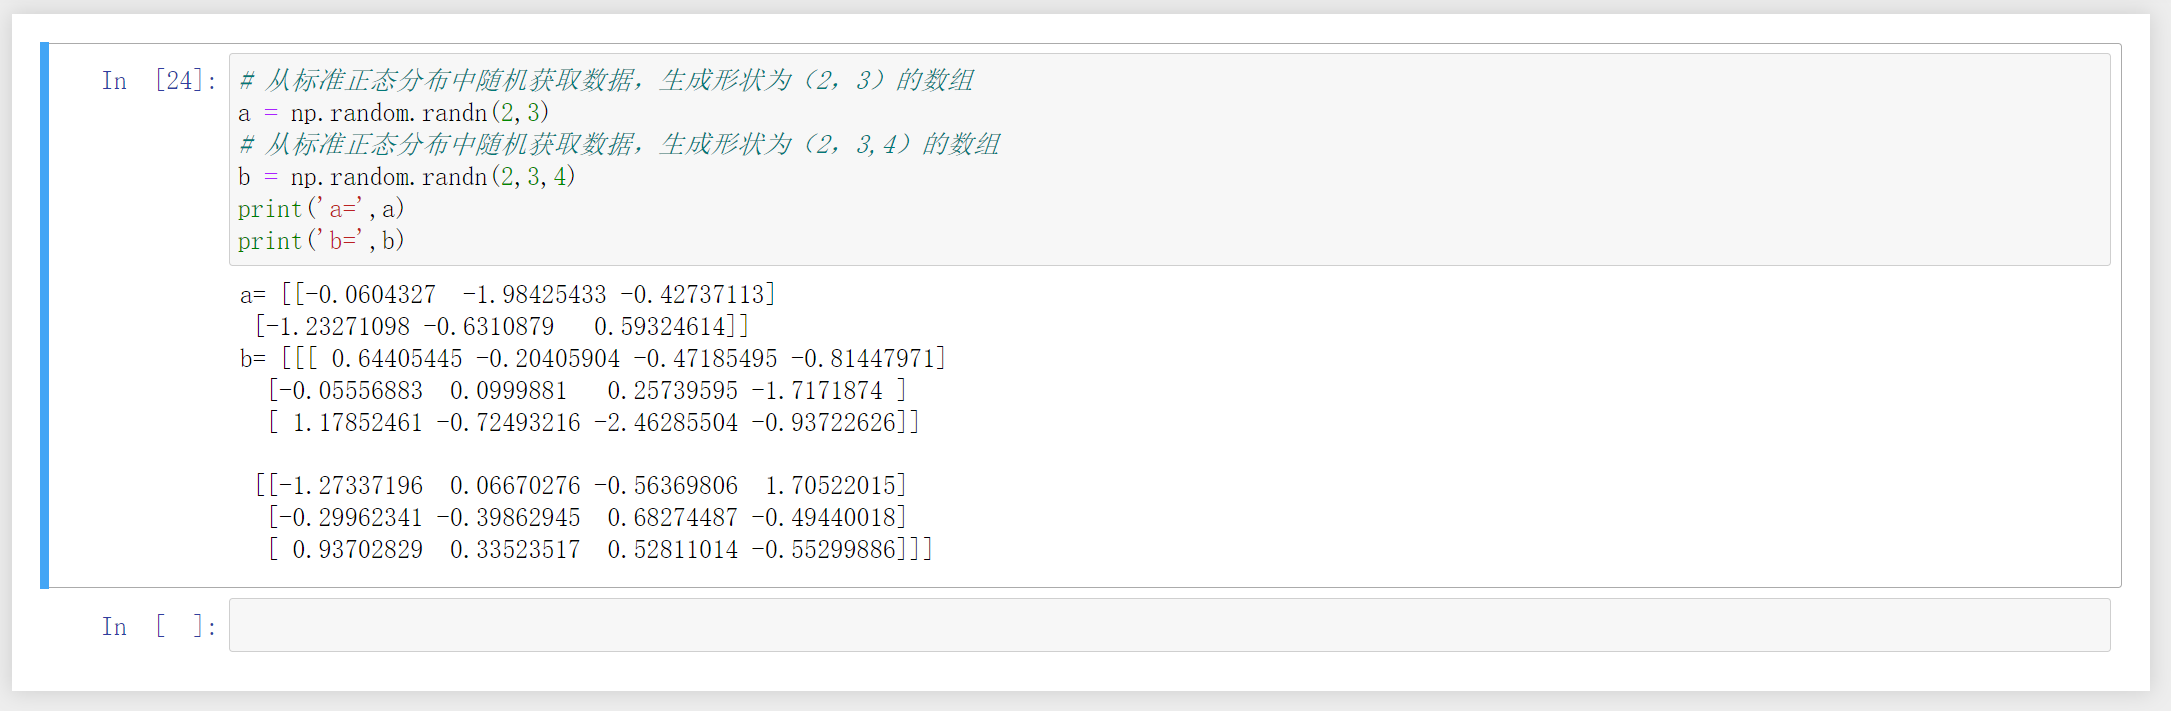 In [24]:
# 从标准正态分布中随机获取数据，生成形状为（2，3）的数组
a = np.random.randn(2,3)
# 从标准正态分布中随机获取数据，生成形状为（2，3,4）的数组
b = np.random.randn(2,3,4)
print('a=',a)
print('b=',b)
a= [[-0.0604327  -1.98425433 -0.42737113]
 [-1.23271098 -0.6310879   0.59324614]]
b= [[[ 0.64405445 -0.20405904 -0.47185495 -0.81447971]
  [-0.05556883  0.0999881   0.25739595 -1.7171874 ]
  [ 1.17852461 -0.72493216 -2.46285504 -0.93722626]]
 [[-1.27337196  0.06670276 -0.56369806  1.70522015]
  [-0.29962341 -0.39862945  0.68274487 -0.49440018]
  [ 0.93702829  0.33523517  0.52811014 -0.55299886]]]
In [ ]: